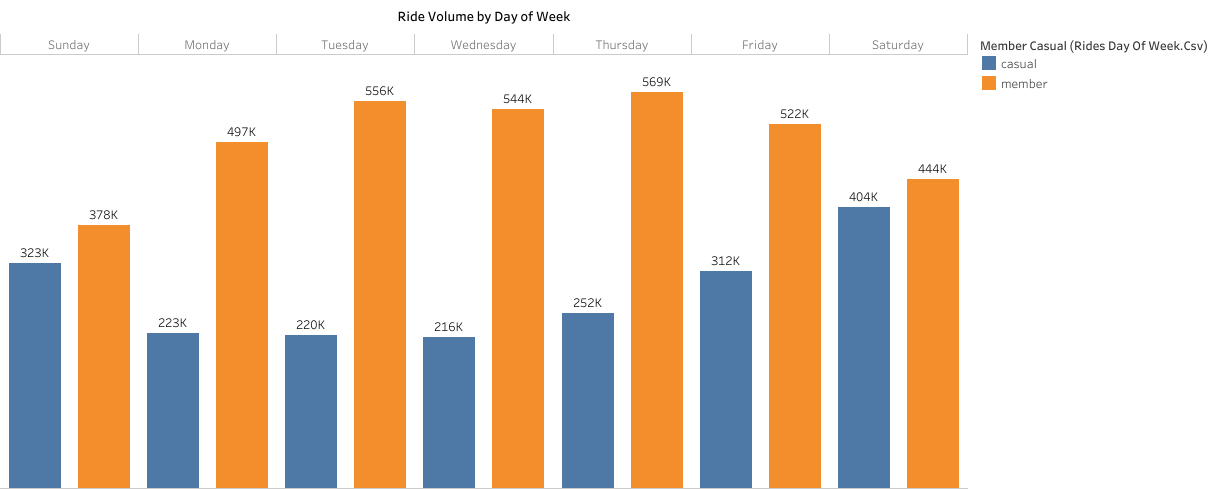 Ride Volume by Day of Week
Sunday Monday Tuesday Wednesday Thursday Friday Saturday
Member Casual (Rides Day Of Week.Csv)
casual
member
323K 378K 223K 497K 220K 556K 216K 544K 252K 569K 312K 522K 404K 444K